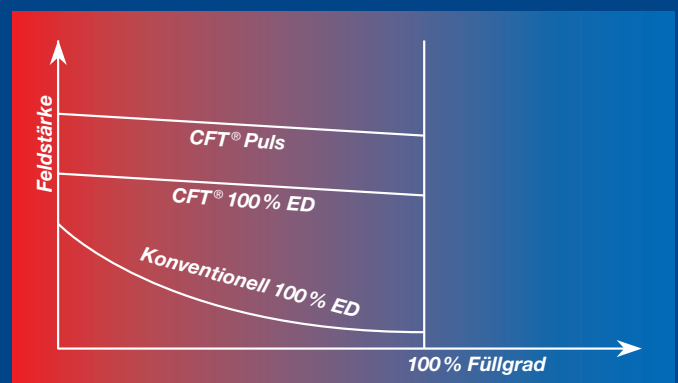 Feldstärke
CFT® Puls
CFT® 100% ED
Konventionell 100% ED
100% Füllgrad